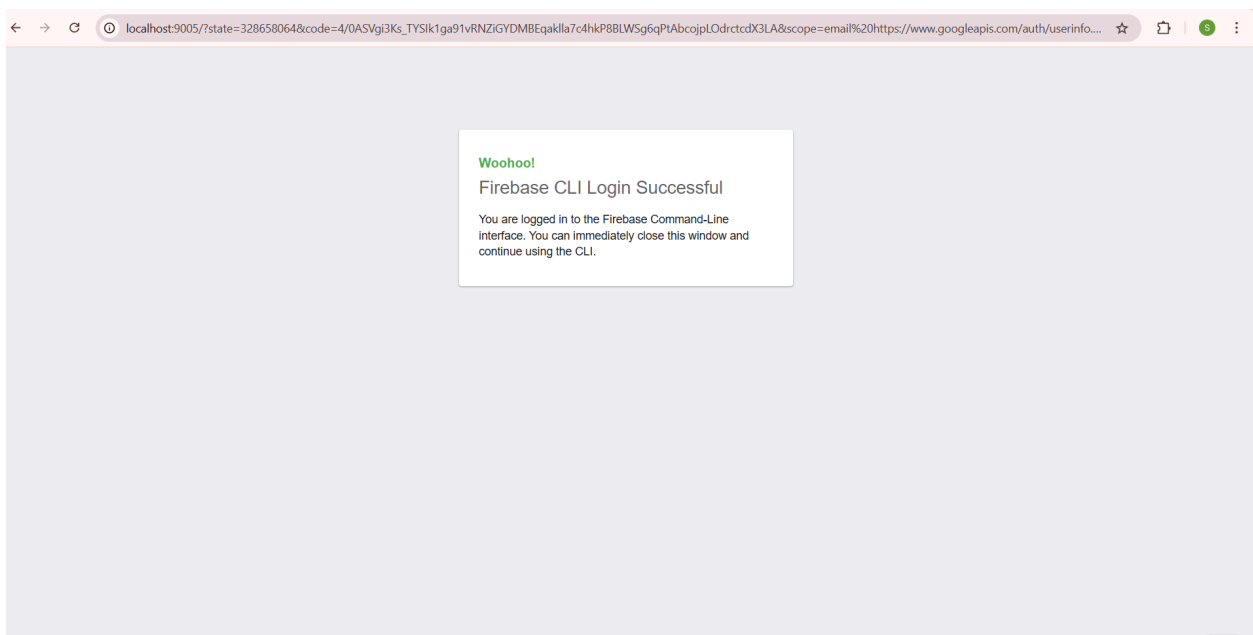 localhost:9005/?state=328658064&code=4/0ASVgi3Ks_TYSlk1ga91vRNZiGYDMBEqaklla7c4hkP8BLWSg6qPtAbcojpLOdrctcdX3LA&scope=email%20https://www.googleapis.com/auth/userinfo....
S
Woohoo!
Firebase CLI Login Successful
You are logged in to the Firebase Command-Line
interface. You can immediately close this window and
continue using the CLI.